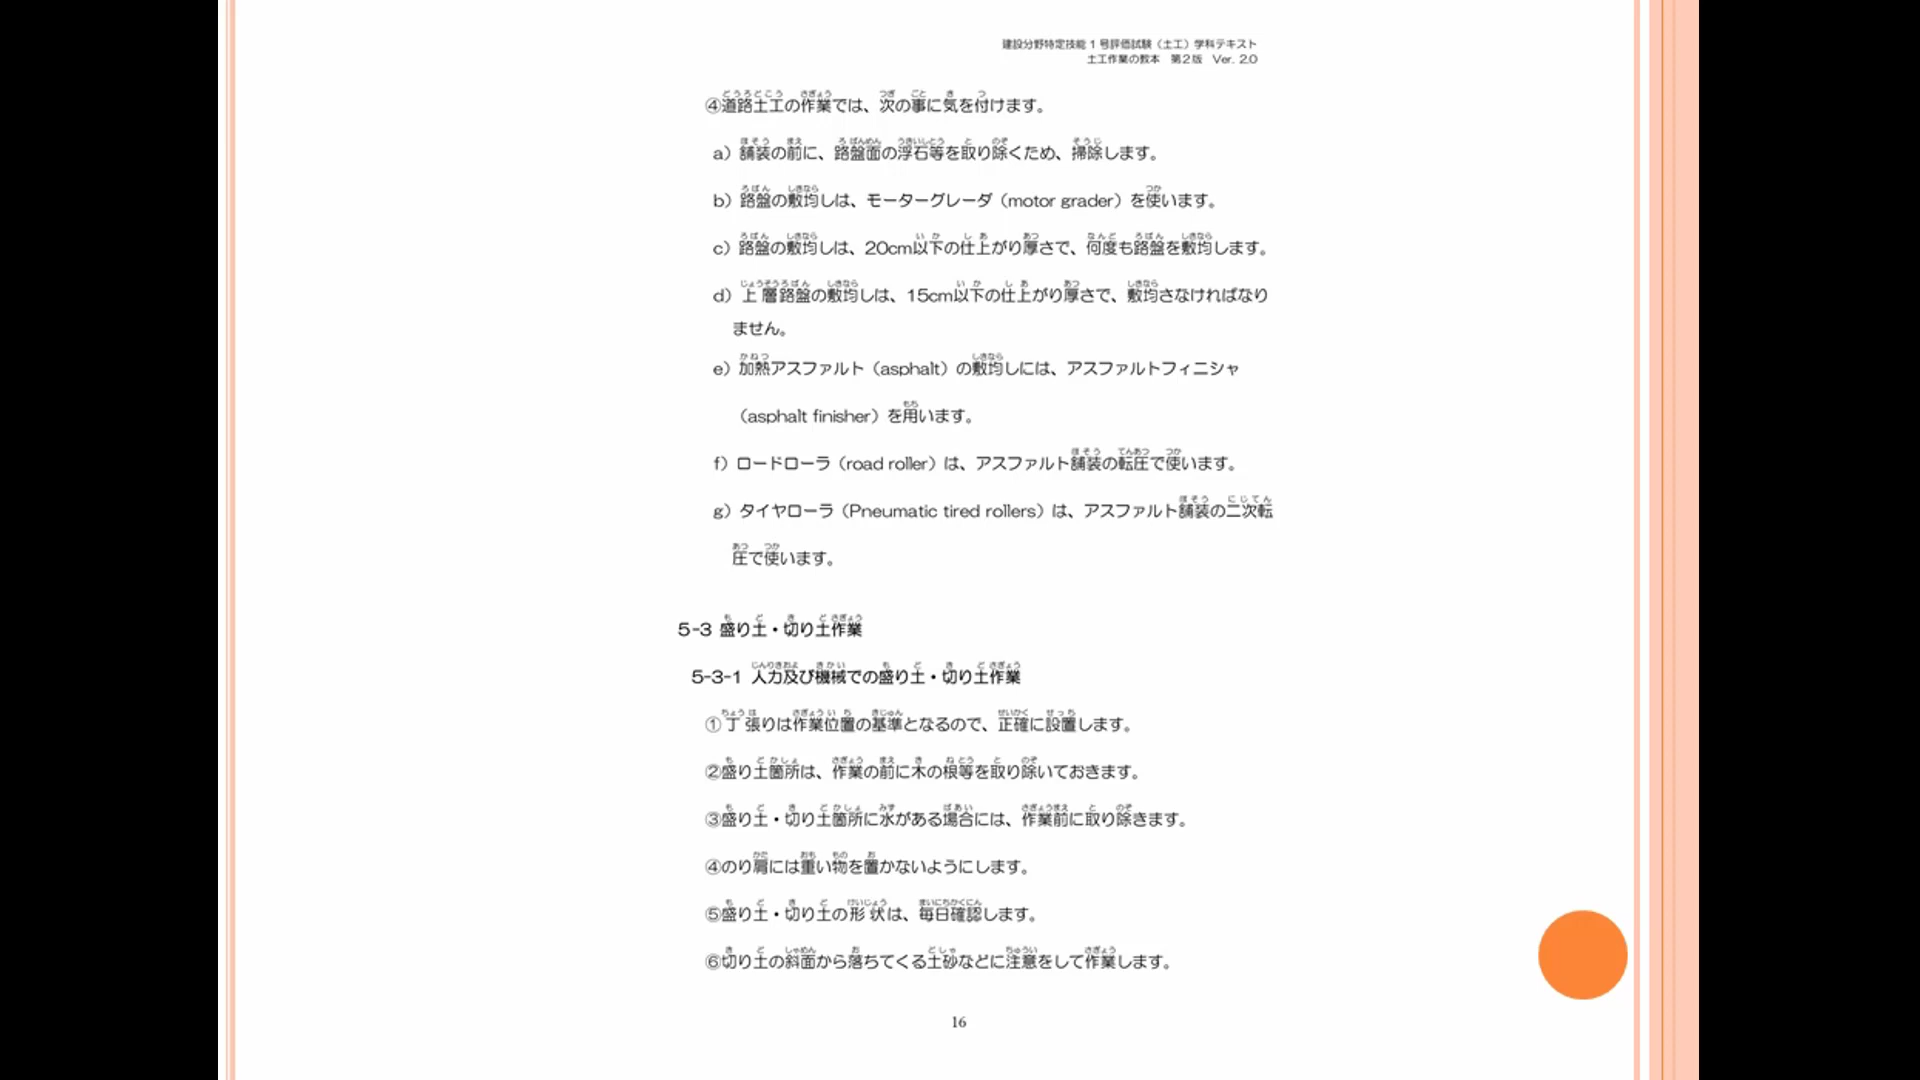 建設分野特定技能1号評価試験（土工）学科テキスト
土工作業の教本　第2版　Ver. 2.0
④道路土工の作業では、次の事に気を付けます。
a）舗装の前に、路盤面の浮石等を取り除くため、掃除します。
b）路盤の敷均しは、モーターグレーダ（motor grader）を使います。
c）路盤の敷均しは、20cm以下の仕上がり厚さで、何度も路盤を敷均します。
d）上層路盤の敷均しは、15cm以下の仕上がり厚さで、敷均さなければなり
ません。
e）加熱アスファルト（asphalt）の敷均しには、アスファルトフィニシャ
（asphalt finisher）を用います。
f）ロードローラ（road roller）は、アスファルト舗装の転圧で使います。
g）タイヤローラ（Pneumatic tired rollers）は、アスファルト舗装の二次転
圧で使います。
5-3 盛り土・切り土作業
5-3-1 人力及び機械での盛り土・切り土作業
①丁張りは作業位置の基準となるので、正確に設置します。
②盛り土箇所は、作業の前に木の根等を取り除いておきます。
③盛り土・切り土箇所に水がある場合には、作業前に取り除きます。
④のり肩には重い物を置かないようにします。
⑤盛り土・切り土の形状は、毎日確認します。
⑥切り土の斜面から落ちてくる土砂などに注意をして作業します。
16